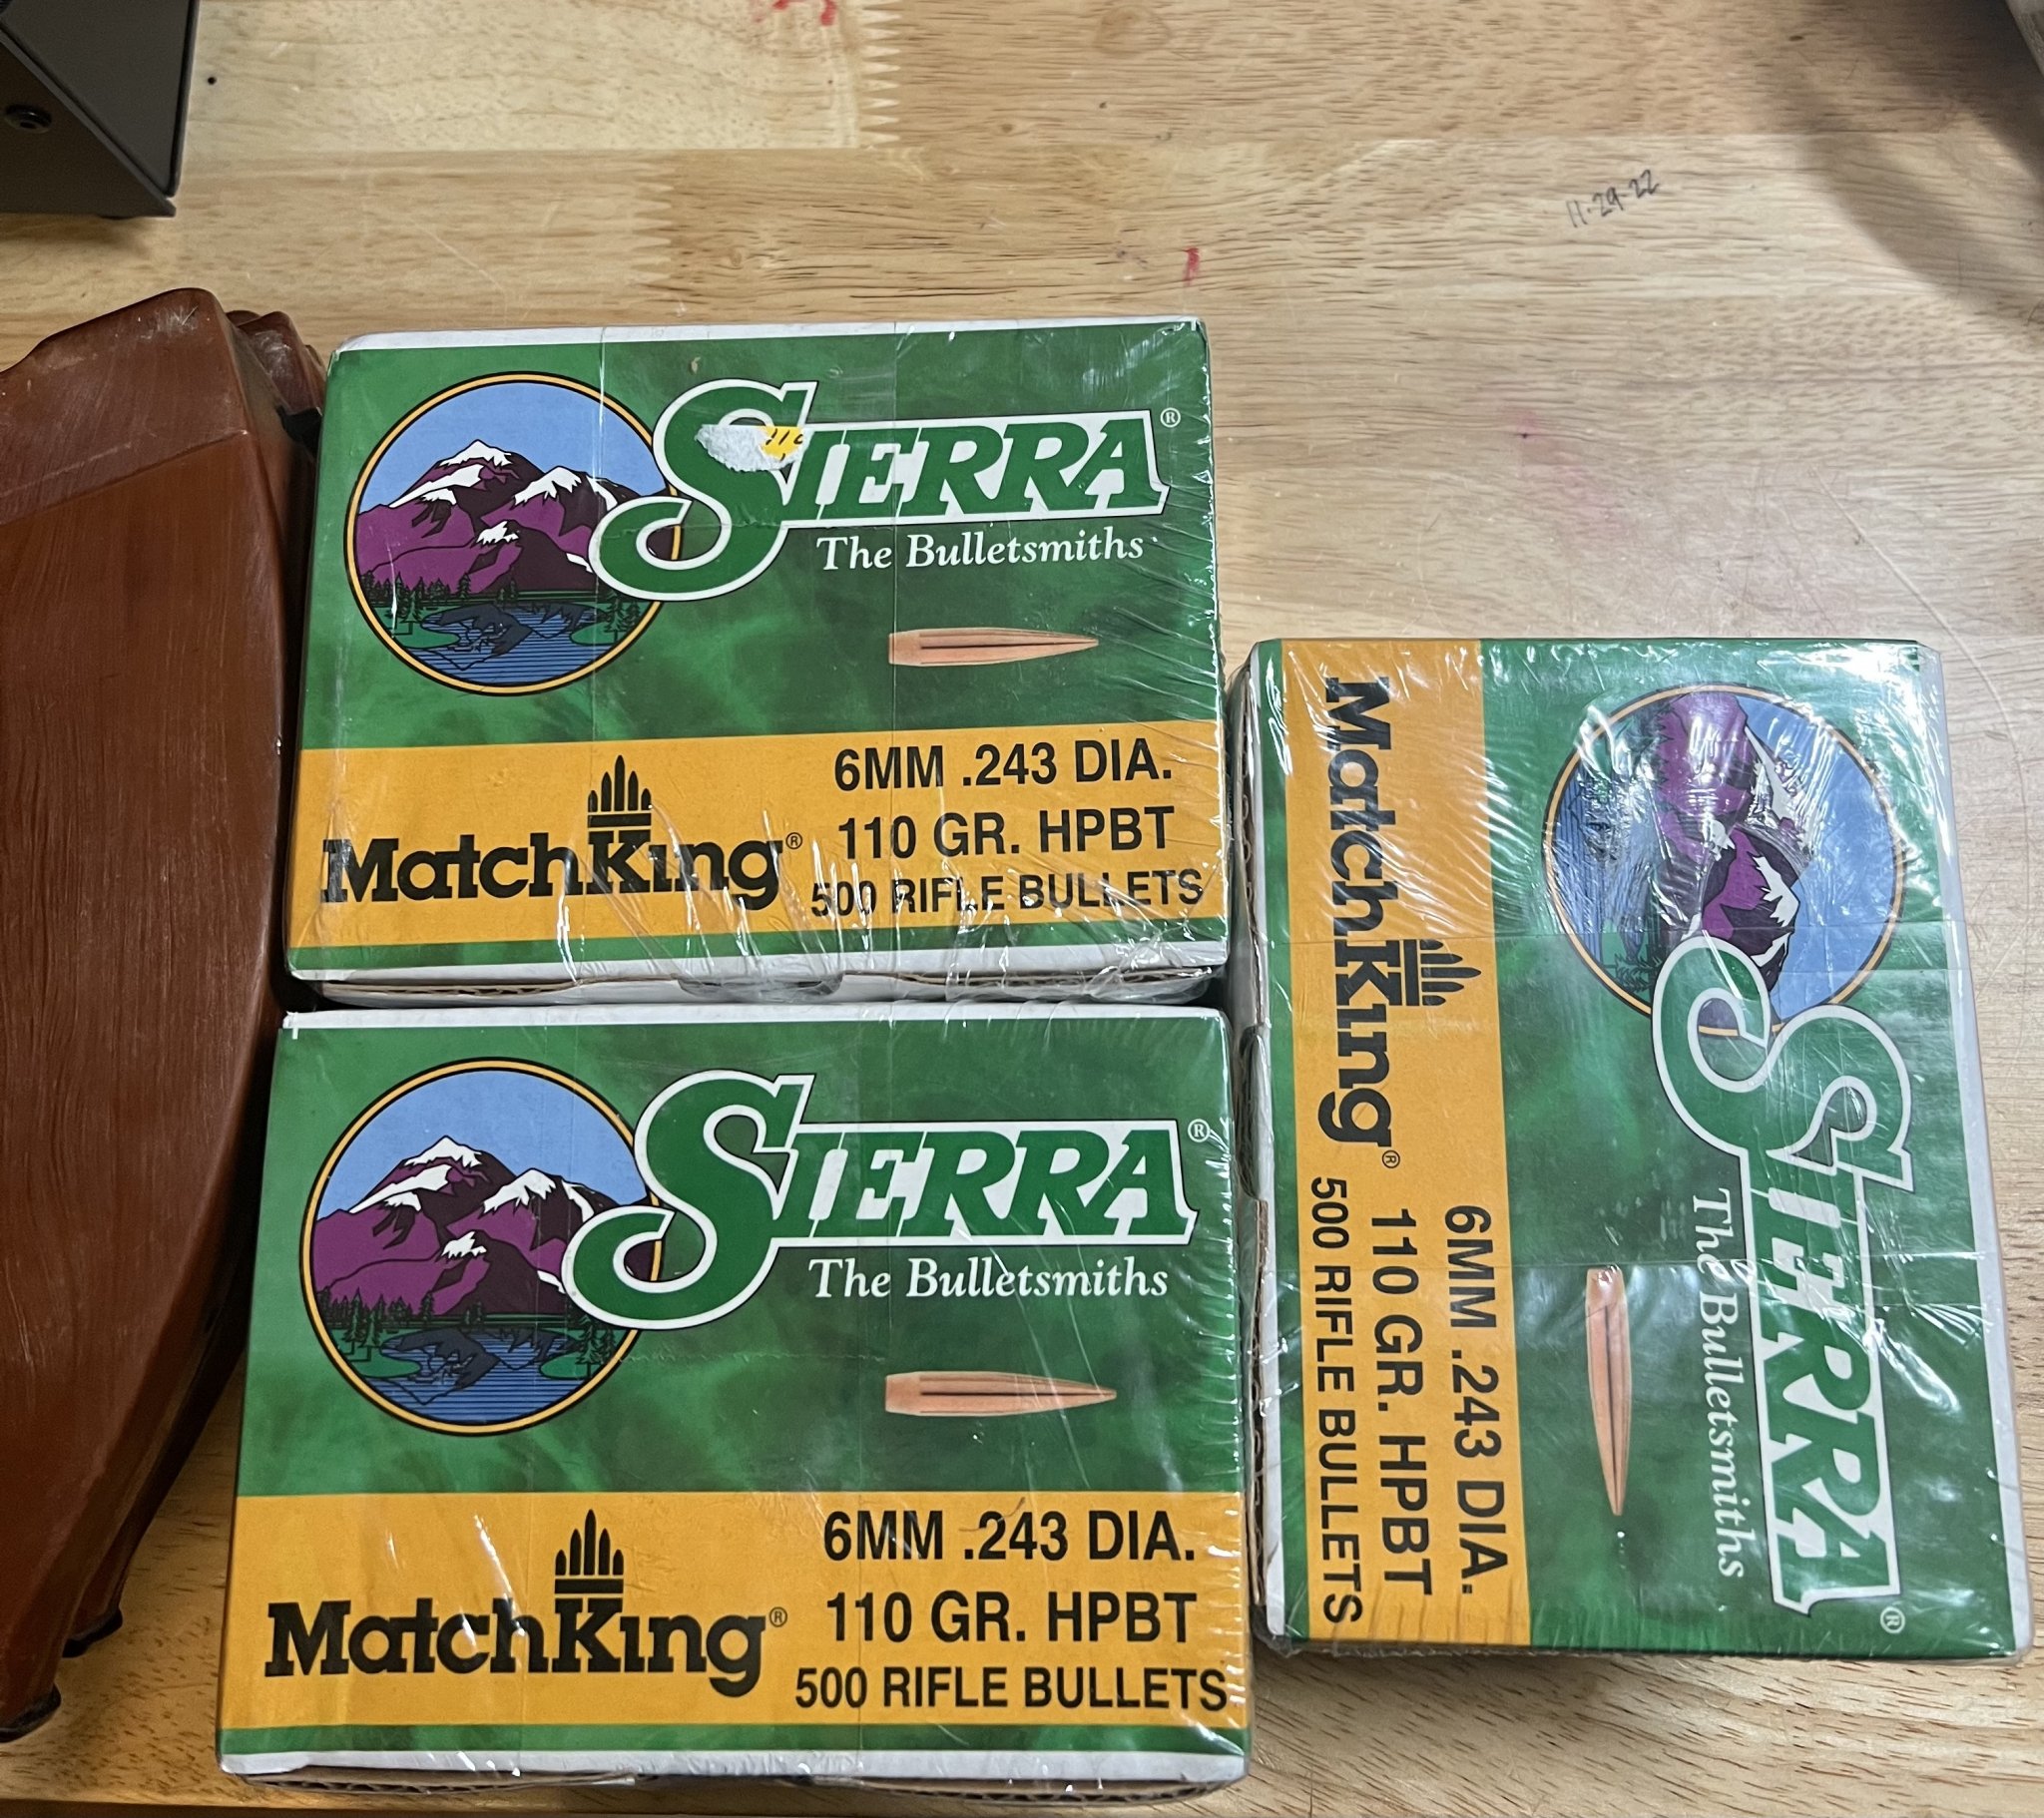 11-29-22
SIERRA®
The Bulletsmiths
6MM .243 DIA.
110 GR. HPBT
MatchKing®
500 RIFLE BULLETS
SIERRA®
The Bulletsmiths
6MM .243 DIA.
110 GR. HPBT
MatchKing®
500 RIFLE BULLETS
SIERRA®
The Bulletsmiths
6MM .243 DIA.
110 GR. HPBT
MatchKing®
500 RIFLE BULLETS